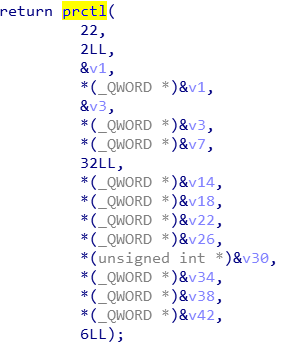 return prctl(
22,
2LL,
&v1,
*(_QWORD *)&v1,
&v3,
*(_QWORD *)&v3,
*(_QWORD *)&v7,
32LL,
*(_QWORD *)&v14,
*(_QWORD *)&v18,
*(_QWORD *)&v22,
*(_QWORD *)&v26,
*(unsigned int *)&v30,
*(_QWORD *)&v34,
*(_QWORD *)&v38,
*(_QWORD *)&v42,
6LL);